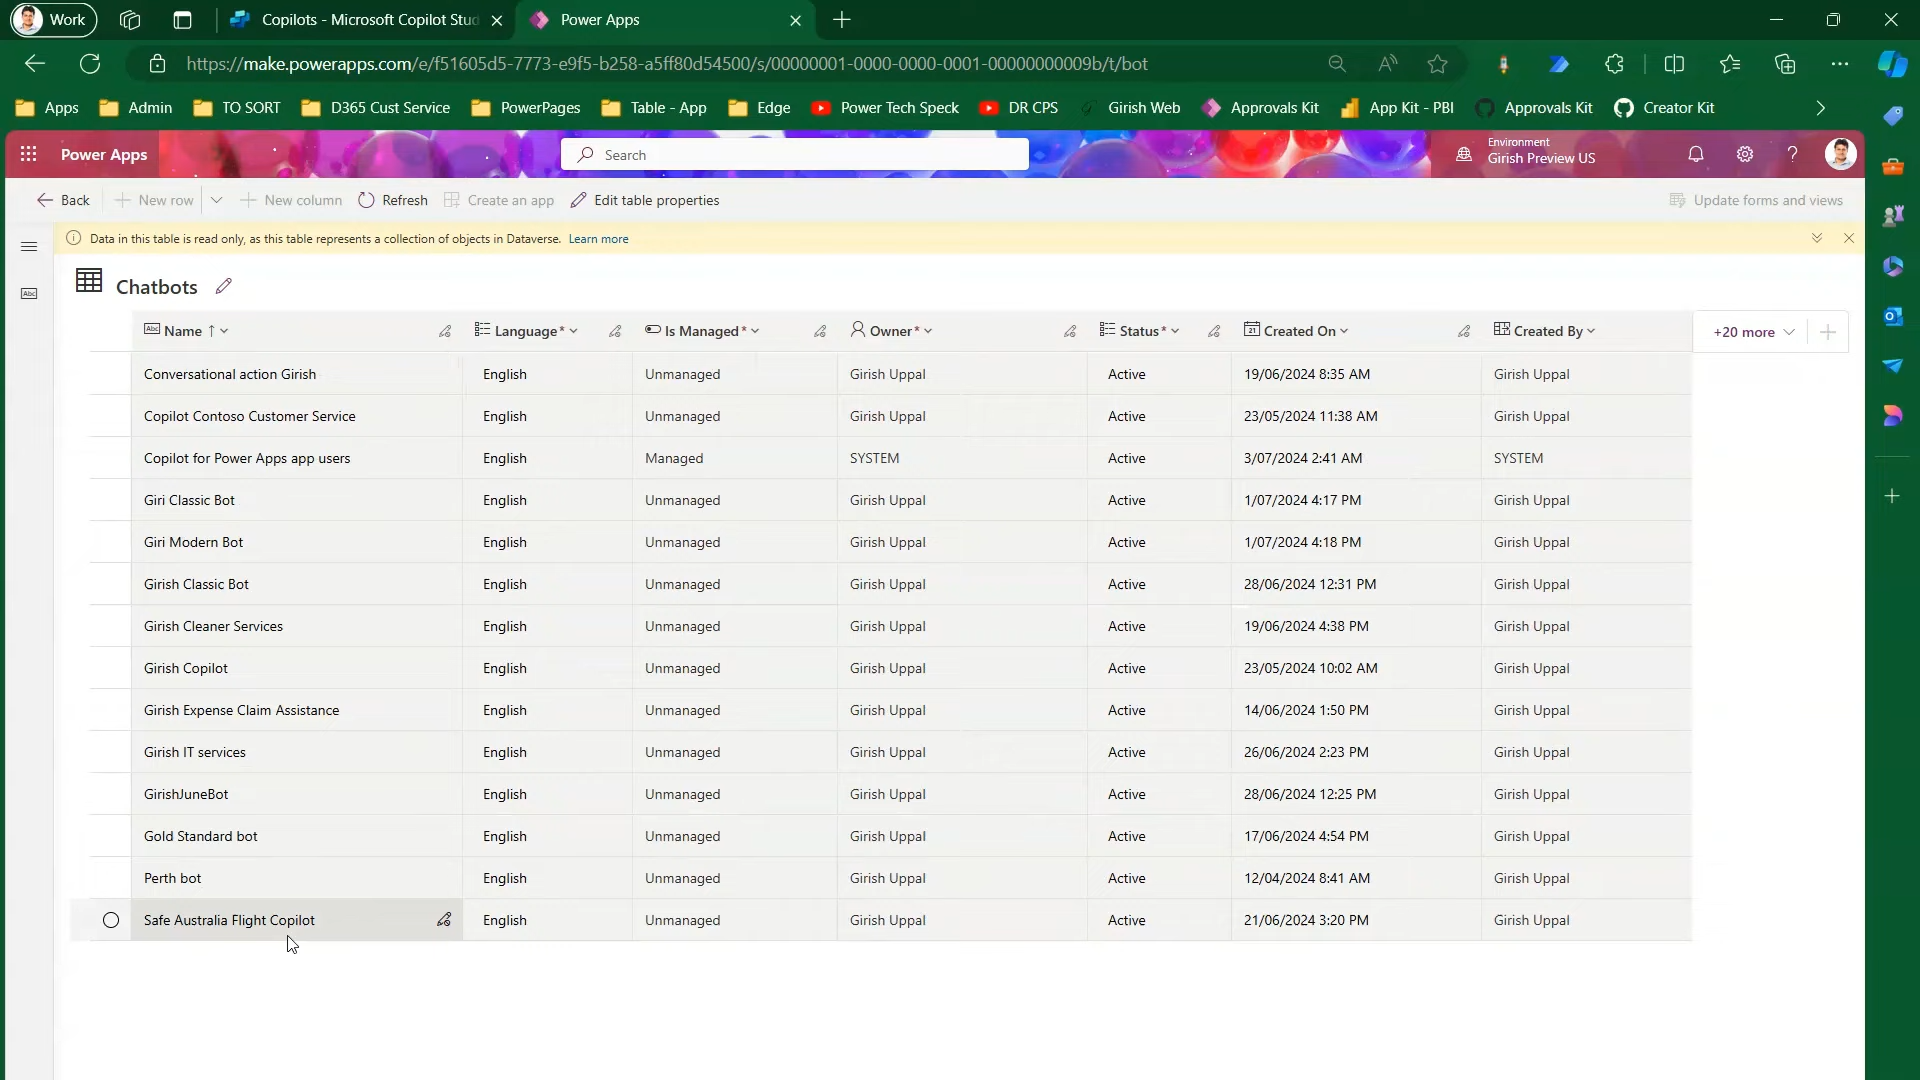 Work
Copilots - Microsoft Copilot Stud
Power Apps
https://make.powerapps.com/e/f51605d5-7773-e9f5-b258-a5ff80d54500/s/00000001-0000-0000-0001-00000000009b/t/bot
Apps Admin TO SORT D365 Cust Service PowerPages Table - App Edge Power Tech Speck DR CPS Girish Web Approvals Kit App Kit - PBI Approvals Kit Creator Kit
Power Apps
Search
Environment
Girish Preview US
Back New row New column Refresh Create an app Edit table properties Update forms and views
Data in this table is read only, as this table represents a collection of objects in Dataverse. Learn more
Abc
Chatbots
Abc Name Language* Is Managed* Owner* Status* 21 Created On Created By +20 more
Conversational action Girish English Unmanaged Girish Uppal Active 19/06/2024 8:35 AM Girish Uppal
Copilot Contoso Customer Service English Unmanaged Girish Uppal Active 23/05/2024 11:38 AM Girish Uppal
Copilot for Power Apps app users English Managed SYSTEM Active 3/07/2024 2:41 AM SYSTEM
Giri Classic Bot English Unmanaged Girish Uppal Active 1/07/2024 4:17 PM Girish Uppal
Giri Modern Bot English Unmanaged Girish Uppal Active 1/07/2024 4:18 PM Girish Uppal
Girish Classic Bot English Unmanaged Girish Uppal Active 28/06/2024 12:31 PM Girish Uppal
Girish Cleaner Services English Unmanaged Girish Uppal Active 19/06/2024 4:38 PM Girish Uppal
Girish Copilot English Unmanaged Girish Uppal Active 23/05/2024 10:02 AM Girish Uppal
Girish Expense Claim Assistance English Unmanaged Girish Uppal Active 14/06/2024 1:50 PM Girish Uppal
Girish IT services English Unmanaged Girish Uppal Active 26/06/2024 2:23 PM Girish Uppal
GirishJuneBot English Unmanaged Girish Uppal Active 28/06/2024 12:25 PM Girish Uppal
Gold Standard bot English Unmanaged Girish Uppal Active 17/06/2024 4:54 PM Girish Uppal
Perth bot English Unmanaged Girish Uppal Active 12/04/2024 8:41 AM Girish Uppal
Safe Australia Flight Copilot English Unmanaged Girish Uppal Active 21/06/2024 3:20 PM Girish Uppal